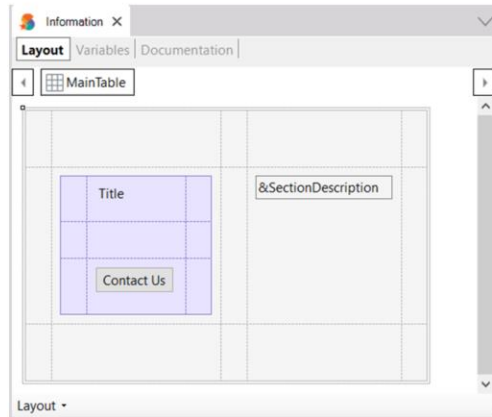 Information
Layout Variables Documentation
MainTable
Title
&SectionDescription
Contact Us
Layout